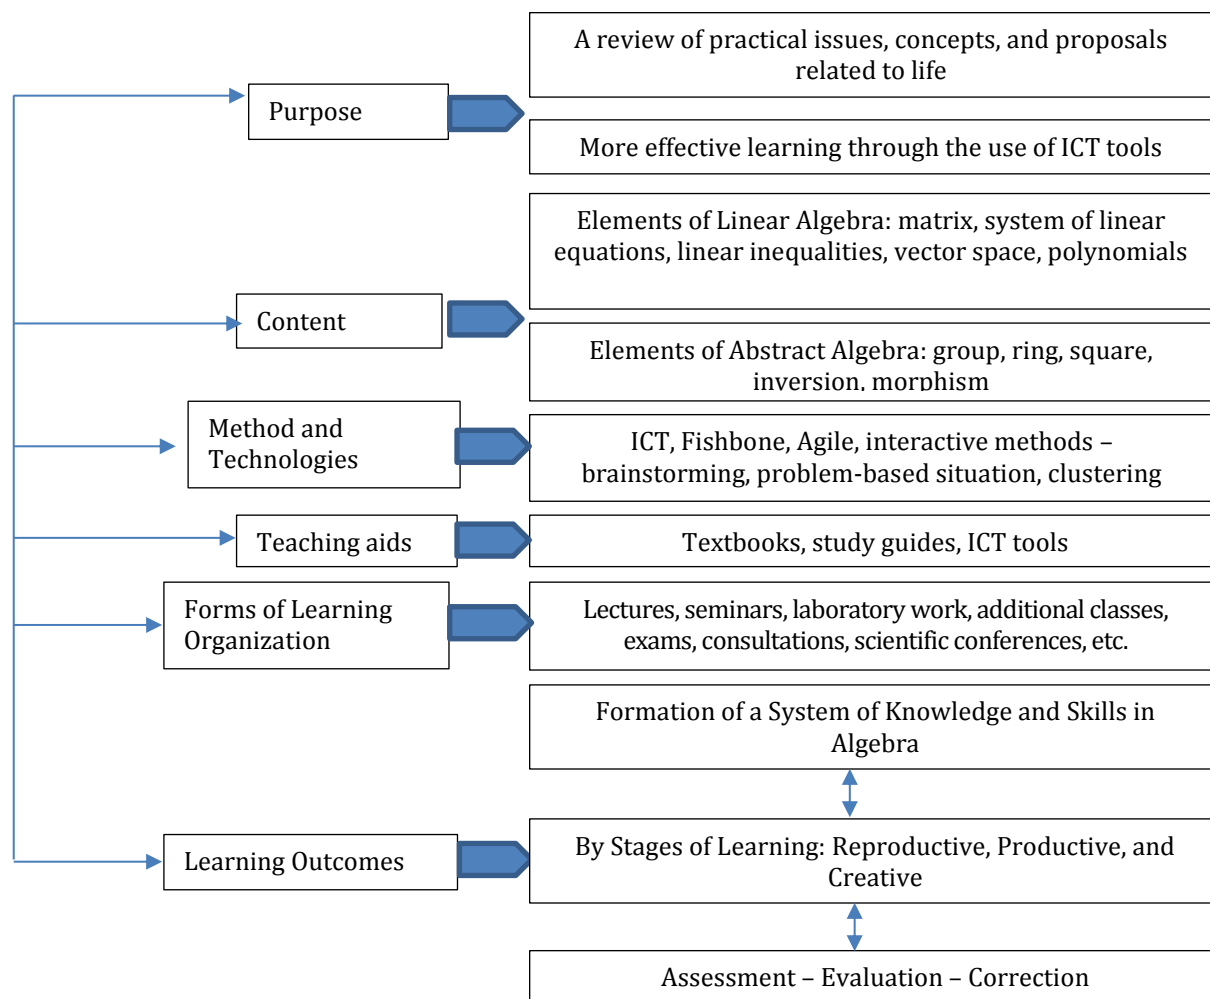 A review of practical issues, concepts, and proposals
related to life
Purpose
More effective learning through the use of ICT tools
Elements of Linear Algebra: matrix, system of linear
equations, linear inequalities, vector space, polynomials
Content
Elements of Abstract Algebra: group, ring, square,
inversion, morphism
Method and
Technologies
ICT, Fishbone, Agile, interactive methods –
brainstorming, problem-based situation, clustering
Teaching aids
Textbooks, study guides, ICT tools
Forms of Learning
Organization
Lectures, seminars, laboratory work, additional classes,
exams, consultations, scientific conferences, etc.
Formation of a System of Knowledge and Skills in
Algebra
Learning Outcomes
By Stages of Learning: Reproductive, Productive, and
Creative
Assessment – Evaluation – Correction